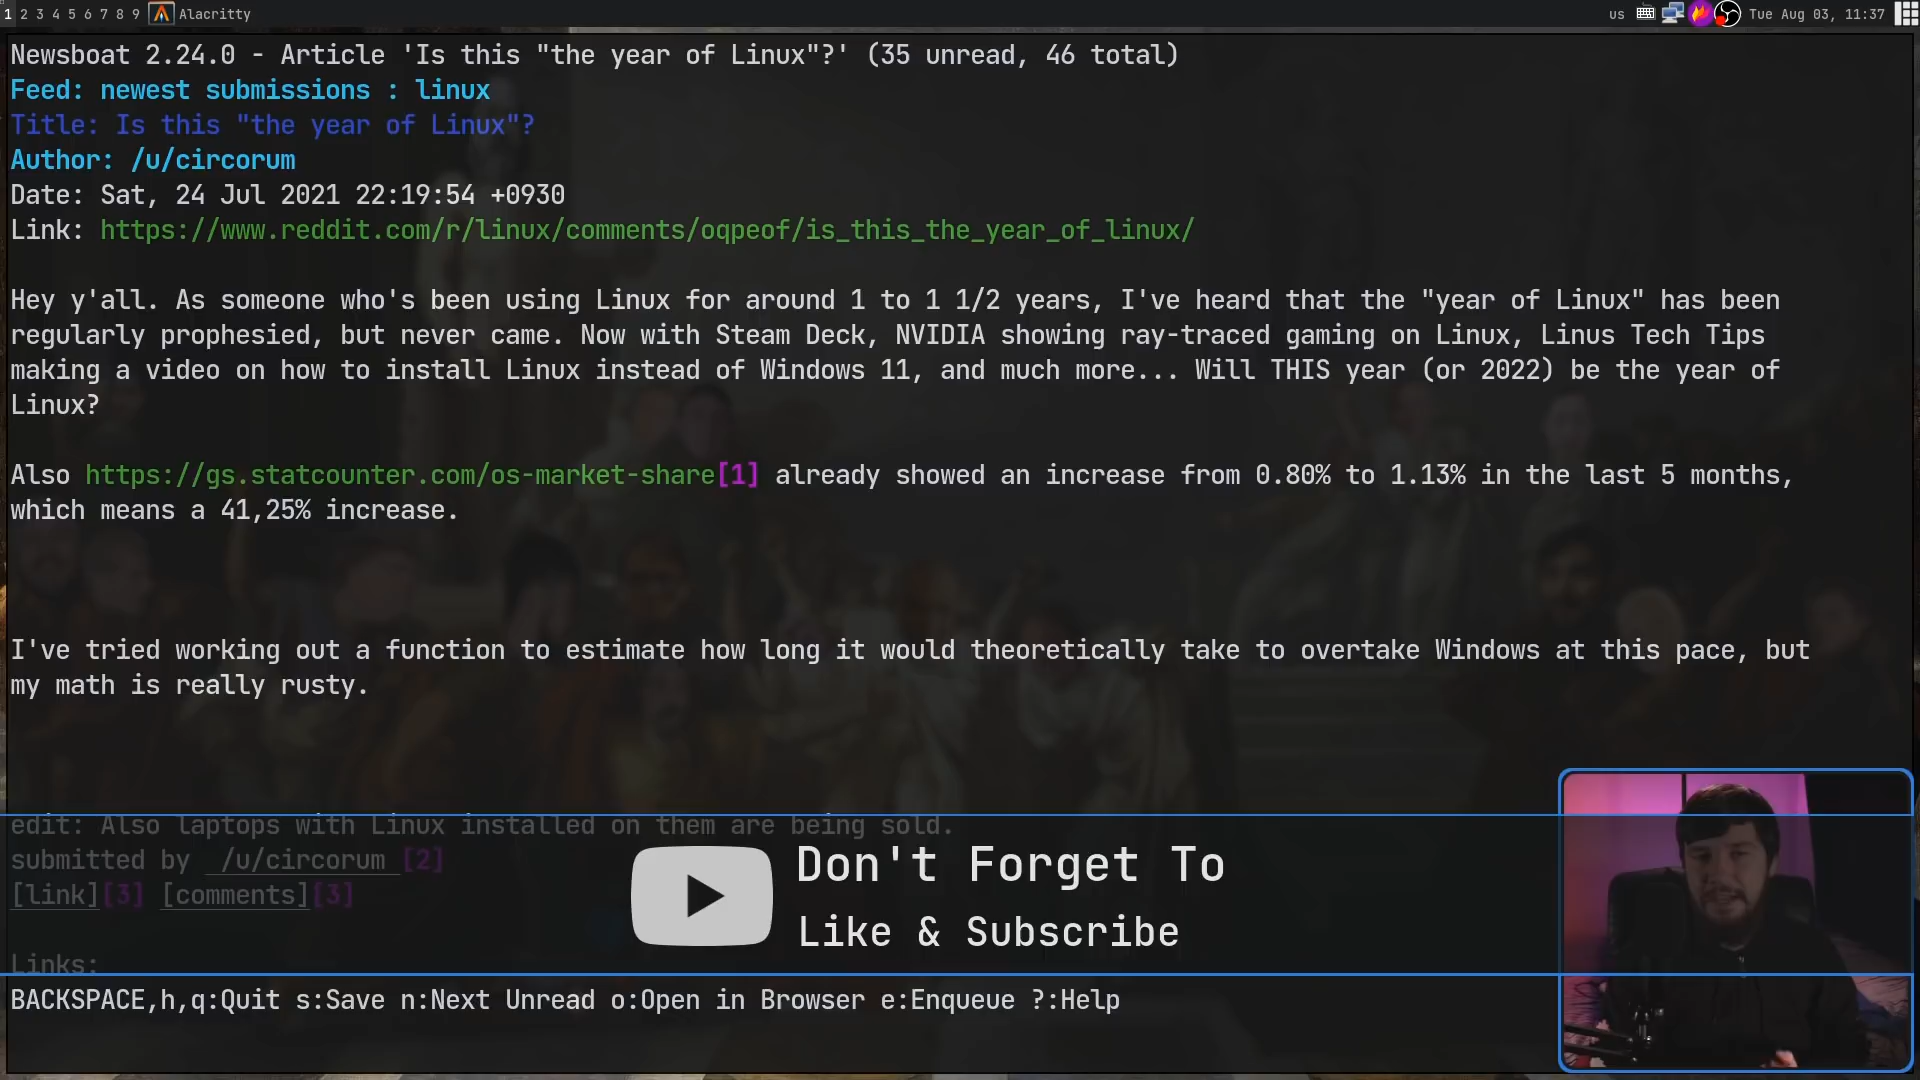 1 2 3 4 5 6 7 8 9 Alacritty us Tue Aug 03, 11:37
Newsboat 2.24.0 - Article 'Is this "the year of Linux"?' (35 unread, 46 total)
Feed: newest submissions : linux
Title: Is this "the year of Linux"?
Author: /u/circorum
Date: Sat, 24 Jul 2021 22:19:54 +0930
Link: https://www.reddit.com/r/linux/comments/oqpeof/is_this_the_year_of_linux/
Hey y'all. As someone who's been using Linux for around 1 to 1 1/2 years, I've heard that the "year of Linux" has been
regularly prophesied, but never came. Now with Steam Deck, NVIDIA showing ray-traced gaming on Linux, Linus Tech Tips
making a video on how to install Linux instead of Windows 11, and much more... Will THIS year (or 2022) be the year of
Linux?
Also https://gs.statcounter.com/os-market-share[1] already showed an increase from 0.80% to 1.13% in the last 5 months,
which means a 41,25% increase.
I've tried working out a function to estimate how long it would theoretically take to overtake Windows at this pace, but
my math is really rusty.
edit: Also laptops with Linux installed on them are being sold.
submitted by /u/circorum [2]
[link][3] [comments][3]
Don't Forget To
Like & Subscribe
Links:
BACKSPACE,h,q:Quit s:Save n:Next Unread o:Open in Browser e:Enqueue ?:Help